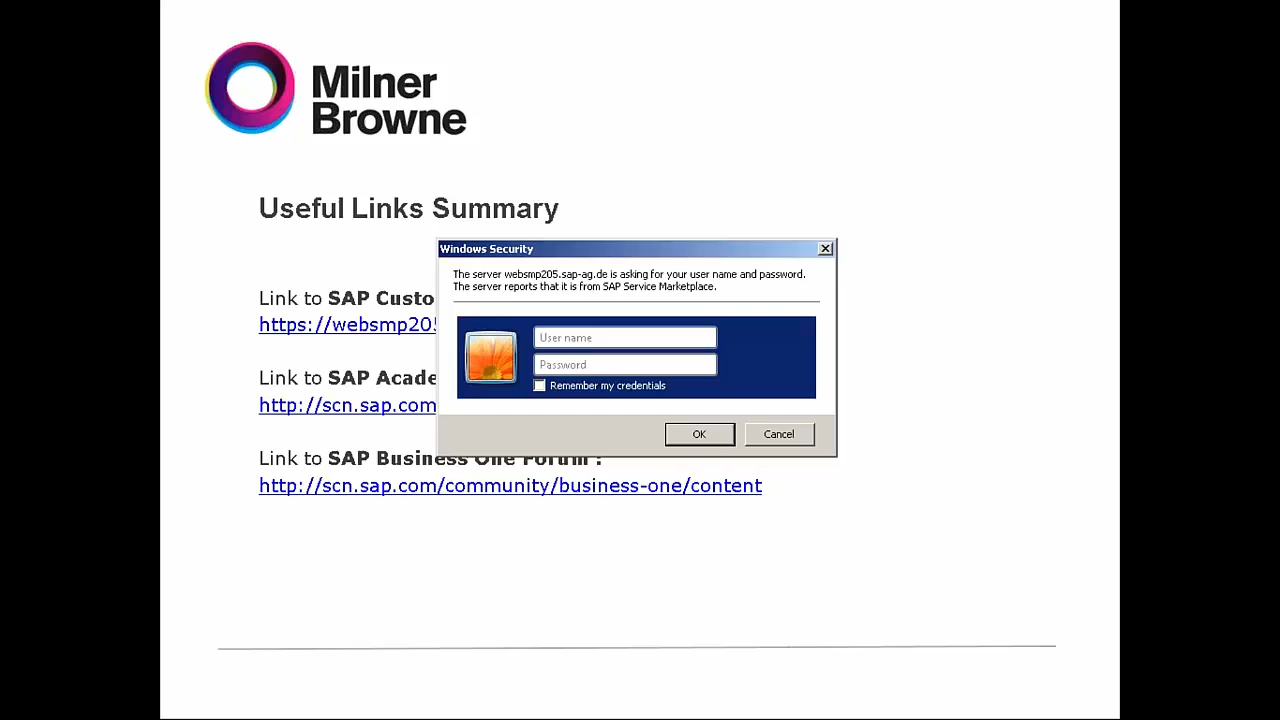 Milner
Browne
Useful Links Summary
Windows Security
The server websmp205.sap-ag.de is asking for your user name and password.
The server reports that it is from SAP Service Marketplace.
Link to SAP
https://
User name
Password
Remember my credentials
Link to SAP
http://scn.sap.com
OK
Cancel
Link to SAP Business One Forum :
http://scn.sap.com/community/business-one/content